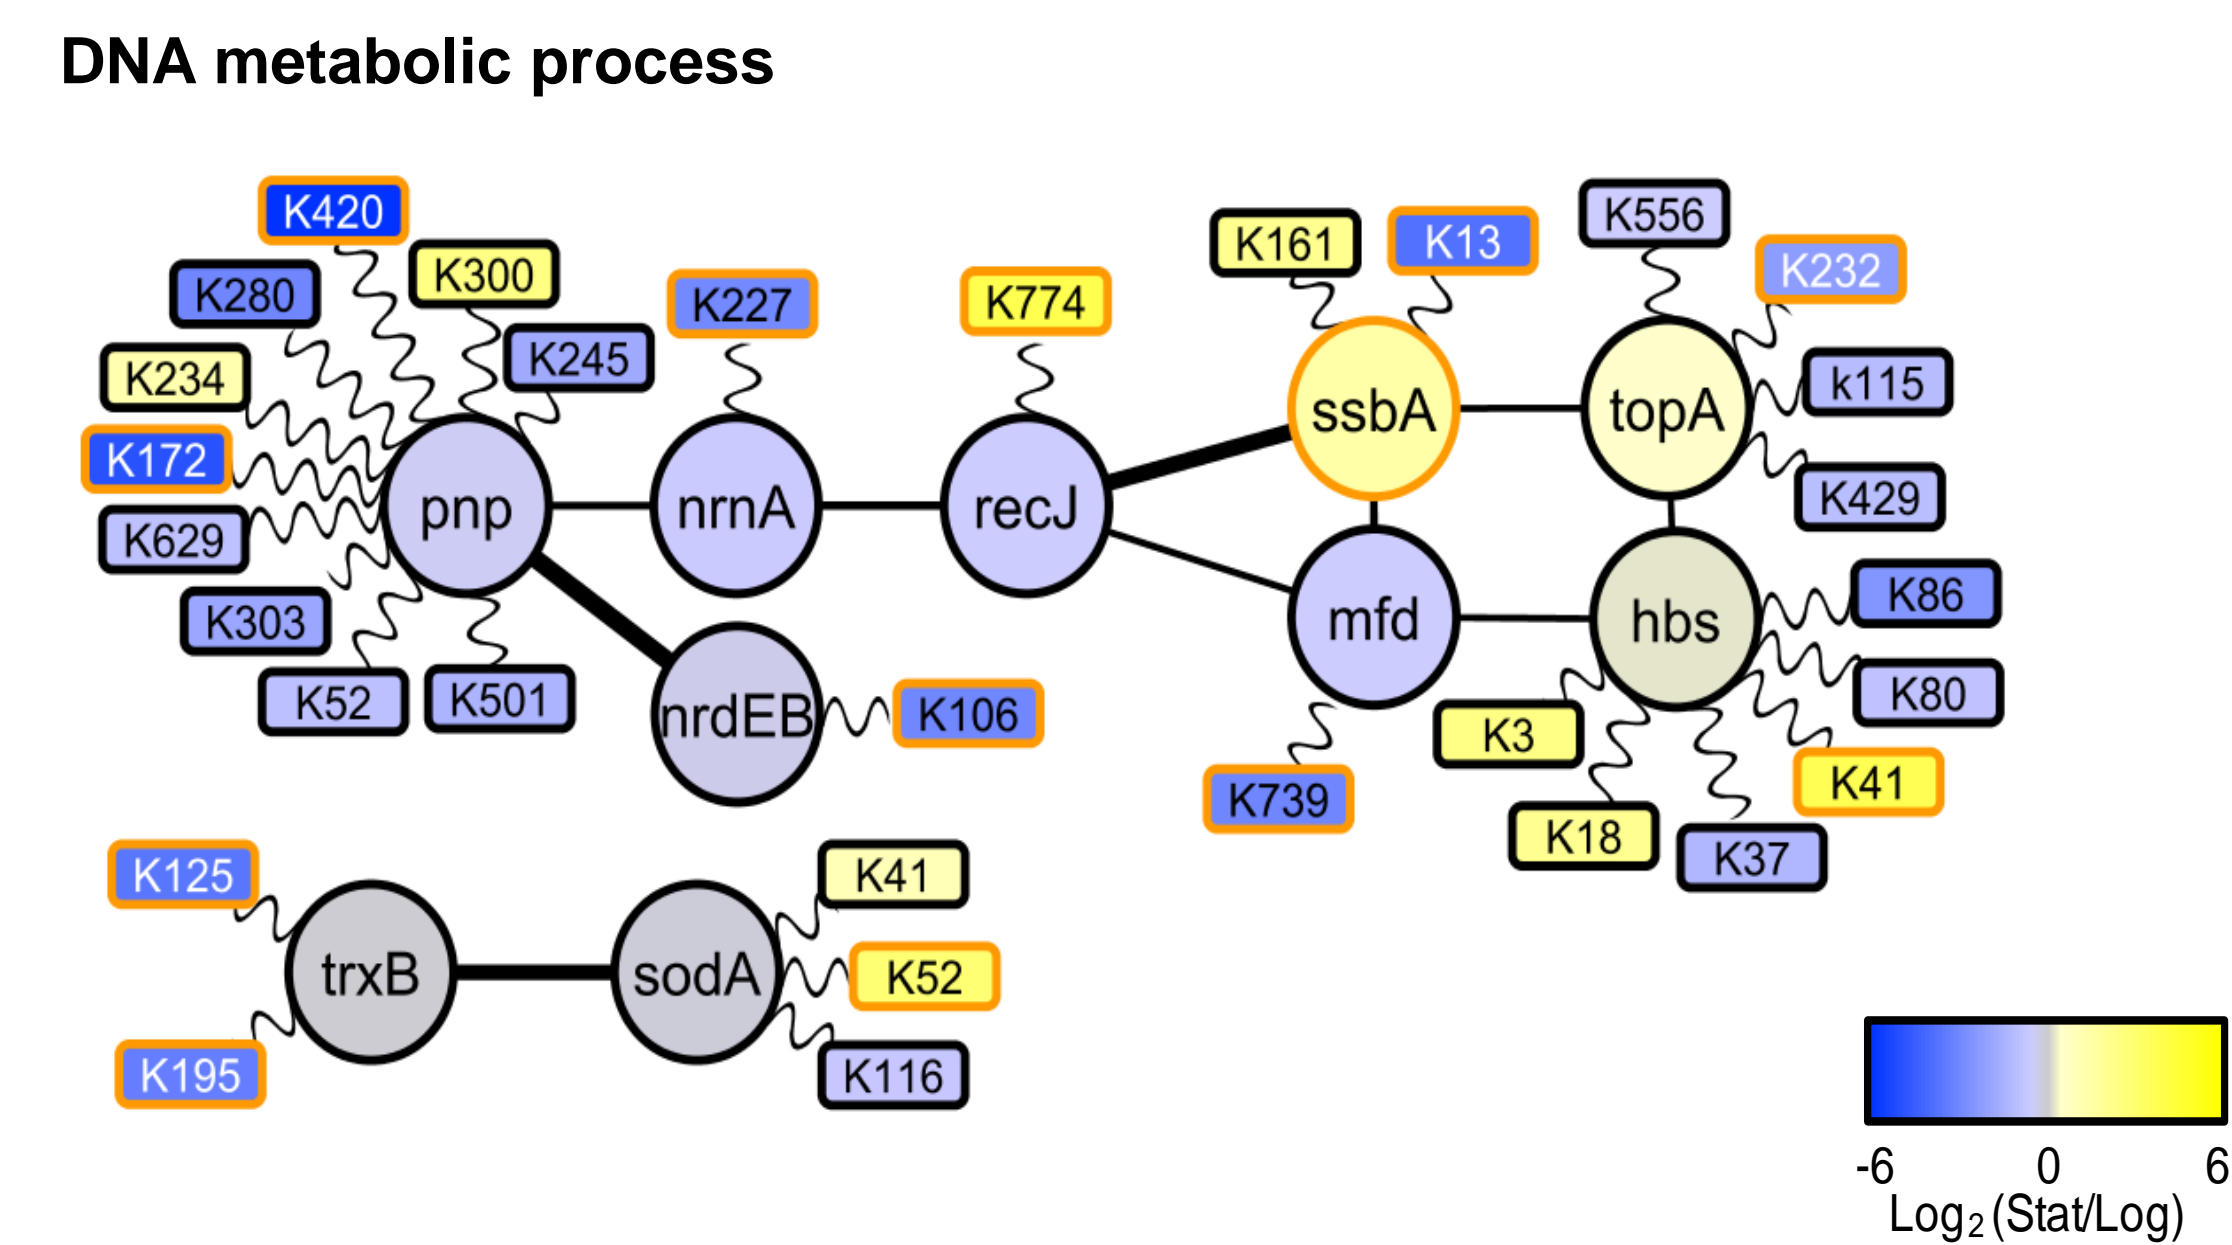 DNA metabolic process
K420
K300
K280
K245
K234
K172
K629
K303
K52
K501
pnp
K227
nrnA
K774
recJ
nrdEB
K106
K161
K13
ssbA
K556
K232
topA
k115
K429
mfd
K739
hbs
K86
K80
K41
K3
K18
K37
K125
trxB
K195
sodA
K41
K52
K116
-6 0 6
Log2 (Stat/Log)